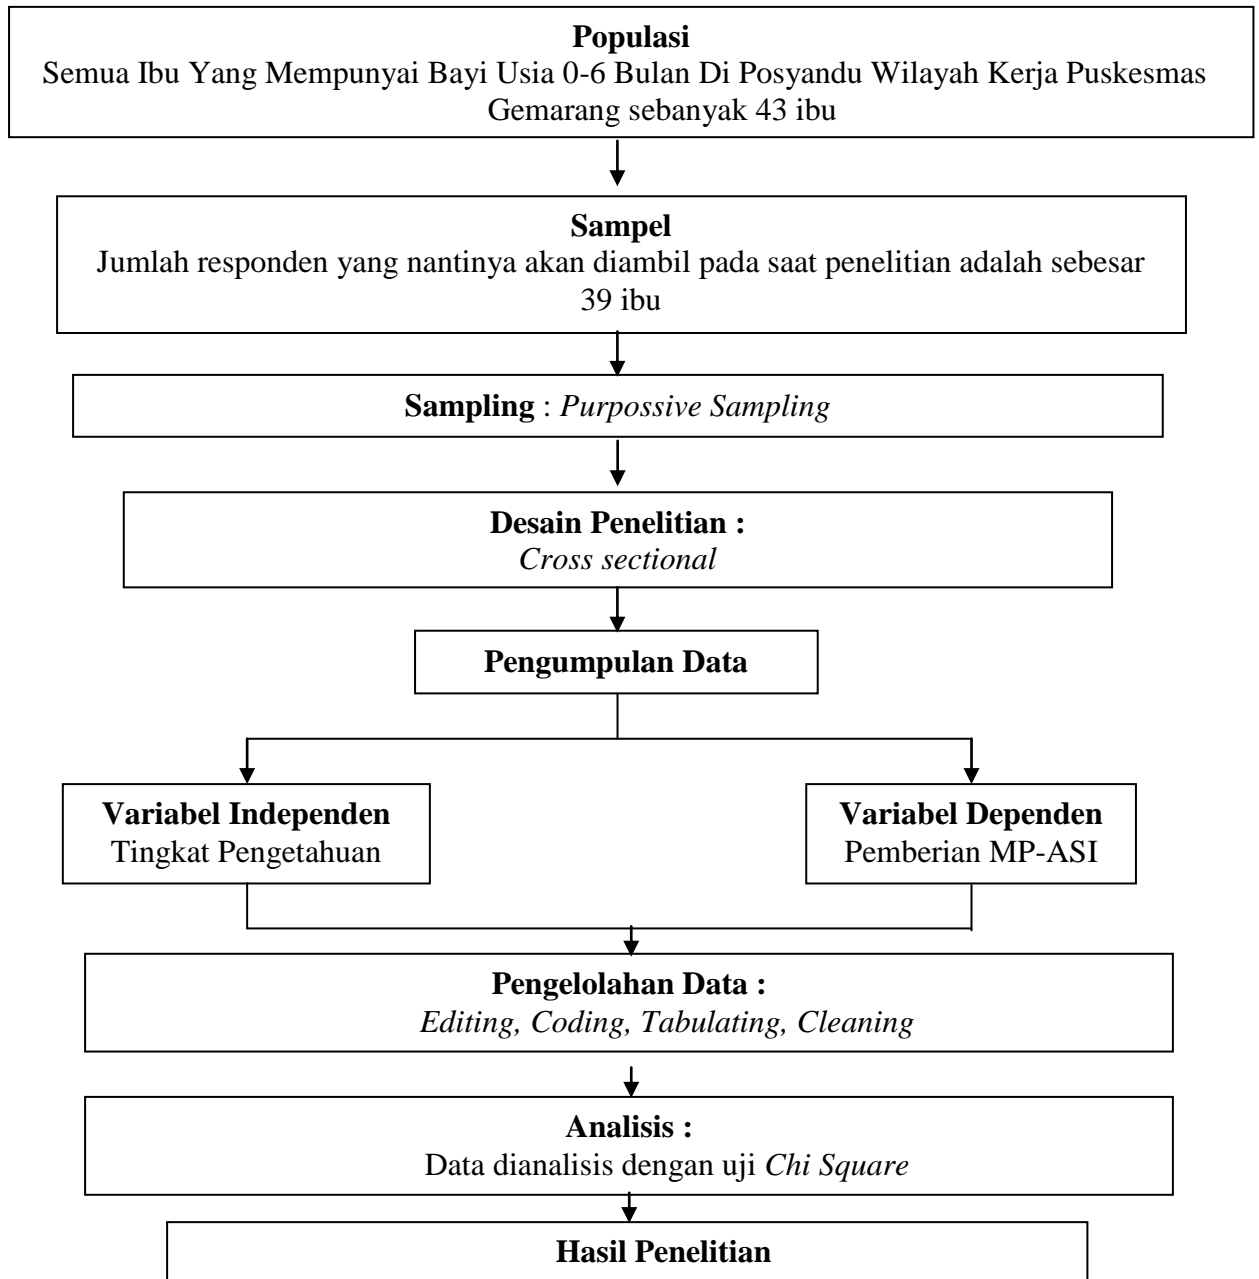 Populasi
Semua Ibu Yang Mempunyai Bayi Usia 0-6 Bulan Di Posyandu Wilayah Kerja Puskesmas
Gemarang sebanyak 43 ibu
Sampel
Jumlah responden yang nantinya akan diambil pada saat penelitian adalah sebesar
39 ibu
Sampling : Purpossive Sampling
Desain Penelitian :
Cross sectional
Pengumpulan Data
Variabel Independen
Tingkat Pengetahuan
Variabel Dependen
Pemberian MP-ASI
Pengelolahan Data :
Editing, Coding, Tabulating, Cleaning
Analisis :
Data dianalisis dengan uji Chi Square
Hasil Penelitian